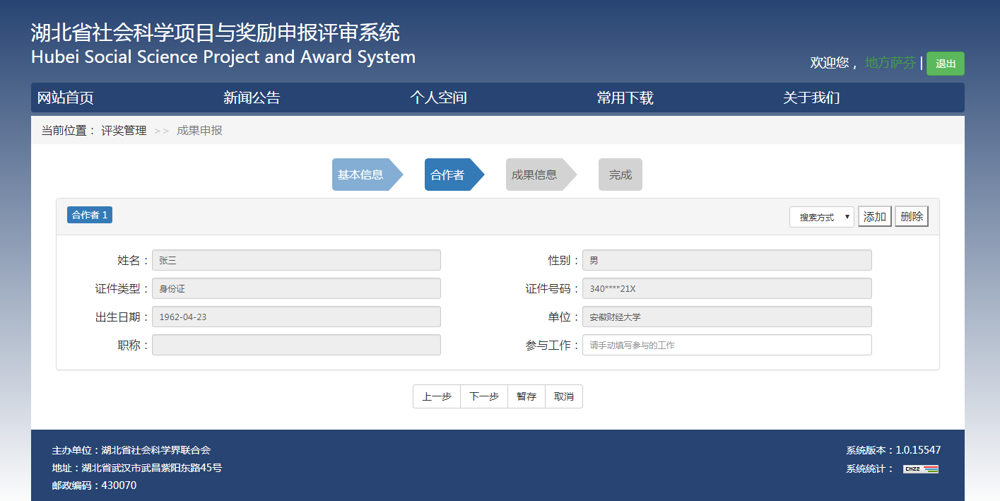 湖北省社会科学项目与奖励申报评审系统
Hubei Social Science Project and Award System
欢迎您， 地方萨芬 | 退出
网站首页 新闻公告 个人空间 常用下载 关于我们
当前位置： 评奖管理 >> 成果申报
基本信息 合作者 成果信息 完成
合作者 1 搜索方式 添加 删除
姓名： 张三 性别： 男
证件类型： 身份证 证件号码： 340****21X
出生日期： 1962-04-23 单位： 安徽财经大学
职称： 参与工作： 请手动填写参与的工作
上一步 下一步 暂存 取消
主办单位：湖北省社会科学界联合会 系统版本：1.0.15547
地址：湖北省武汉市武昌紫阳东路45号 系统统计： CNZZ
邮政编码：430070